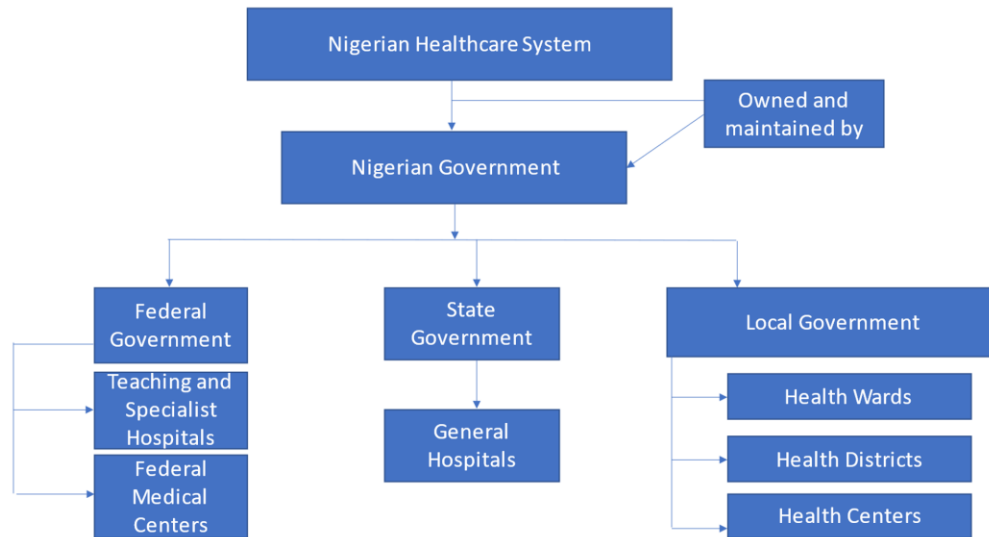 Nigerian Healthcare System
Owned and
maintained by
Nigerian Government
Federal
Government
State
Government
Local Government
Teaching and
Specialist
Hospitals
General
Hospitals
Health Wards
Federal
Medical
Centers
Health Districts
Health Centers